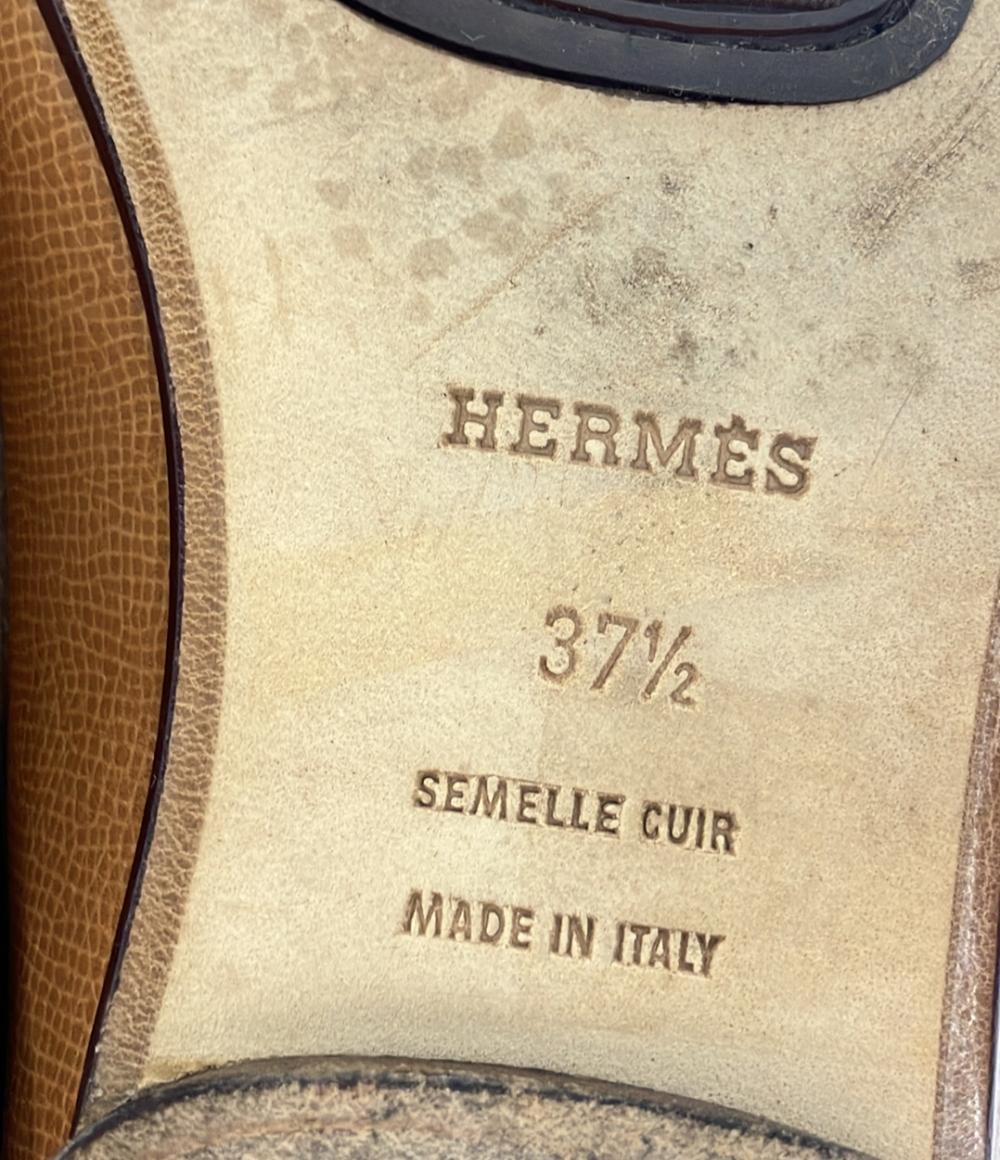 HERMÈS
37½
SEMELLE CUIR
MADE IN ITALY